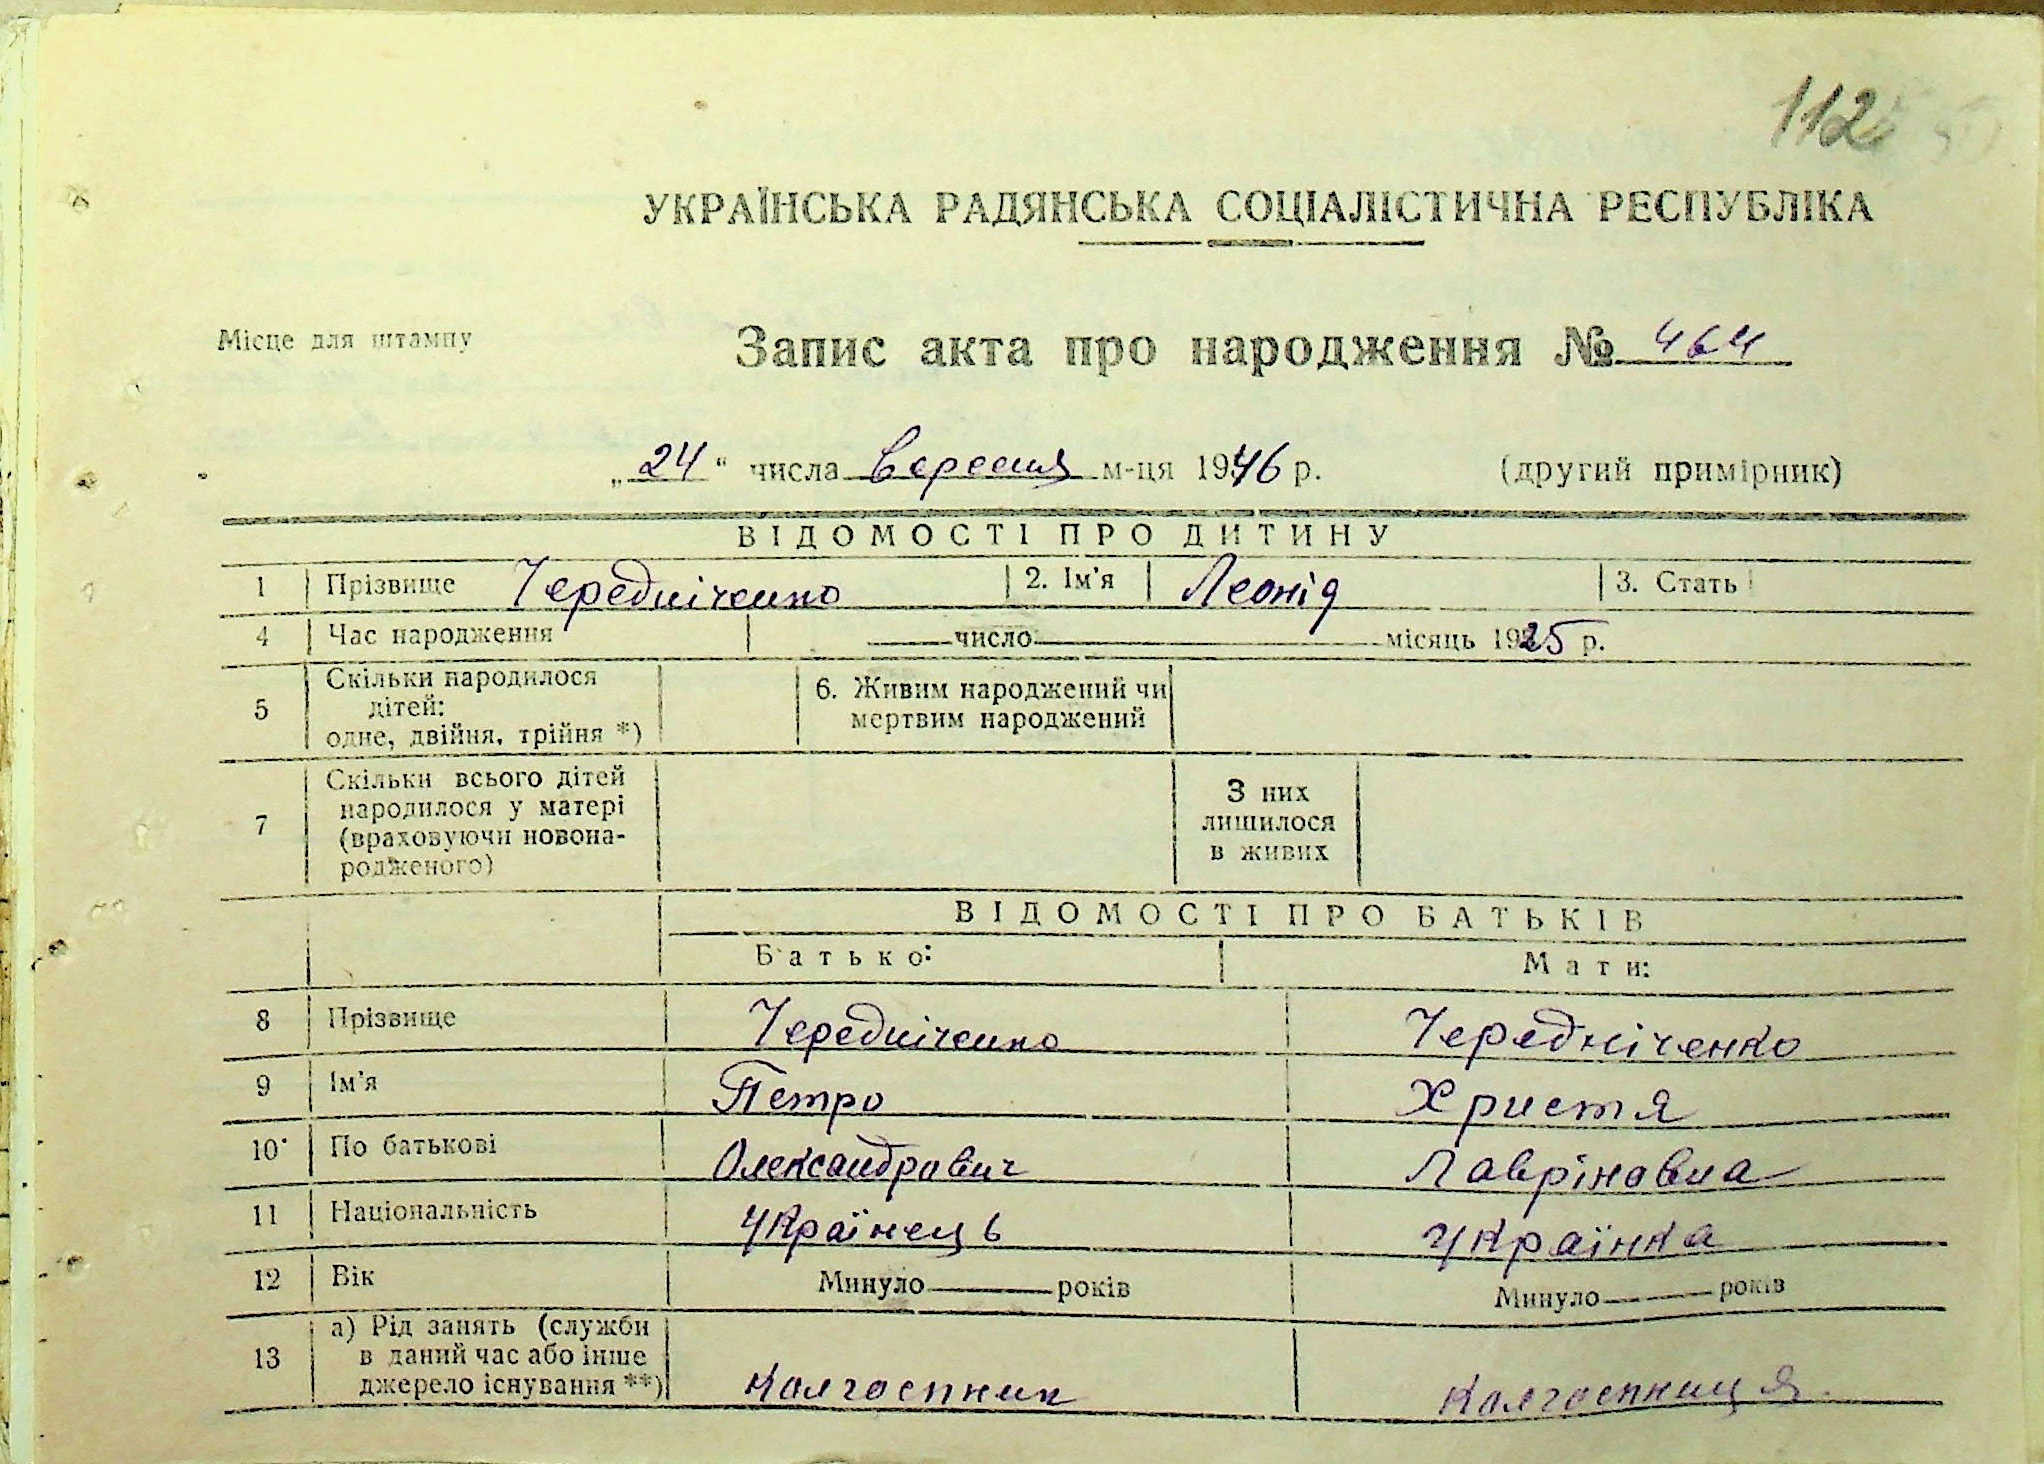 112
УКРАЇНСЬКА РАДЯНСЬКА СОЦІАЛІСТИЧНА РЕСПУБЛІКА
Місце для штампу
Запис акта про народження № 464
„24“ числа вересня м-ця 1946 р. (другий примірник)
ВІДОМОСТІ ПРО ДИТИНУ
1 Прізвище Чередніченко 2. Ім'я Леонід 3. Стать
4 Час народження число місяць 1925 р.
5 Скільки народилося дітей: одне, двійня, трійня *) 6. Живим народжений чи мертвим народжений
7 Скільки всього дітей народилося у матері (враховуючи новонародженого) З них лишилося в живих
ВІДОМОСТІ ПРО БАТЬКІВ
Батько: Мати:
8 Прізвище Чередніченко Чередніченко
9 Ім'я Петро Христя
10 По батькові Олександрович Лавріновна
11 Національність Українець Українка
12 Вік Минуло років Минуло років
13 а) Рід занять (служби в даний час або інше джерело існування **) Колгоспник Колгоспниця